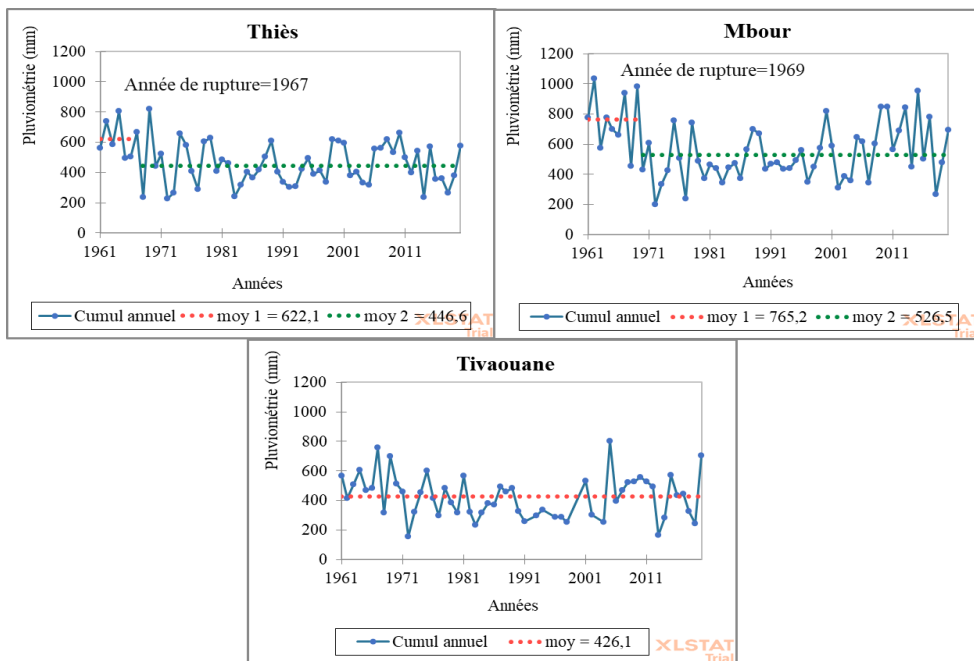 Thiès
Pluviométrie (mm)
1200
1000
800
600
400
200
0
Année de rupture=1967
1961 1971 1981 1991 2001 2011
Années
Cumul annuel moy 1 = 622,1 moy 2 = 446,6
XLSTAT
Trial
Mbour
Pluviométrie (mm)
1200
1000
800
600
400
200
0
Année de rupture=1969
1961 1971 1981 1991 2001 2011
Années
Cumul annuel moy 1 = 765,2 moy 2 = 526,5
XLSTAT
Trial
Tivaouane
Pluviométrie (mm)
1200
1000
800
600
400
200
0
1961 1971 1981 1991 2001 2011
Années
Cumul annuel moy = 426,1
XLSTAT
Trial